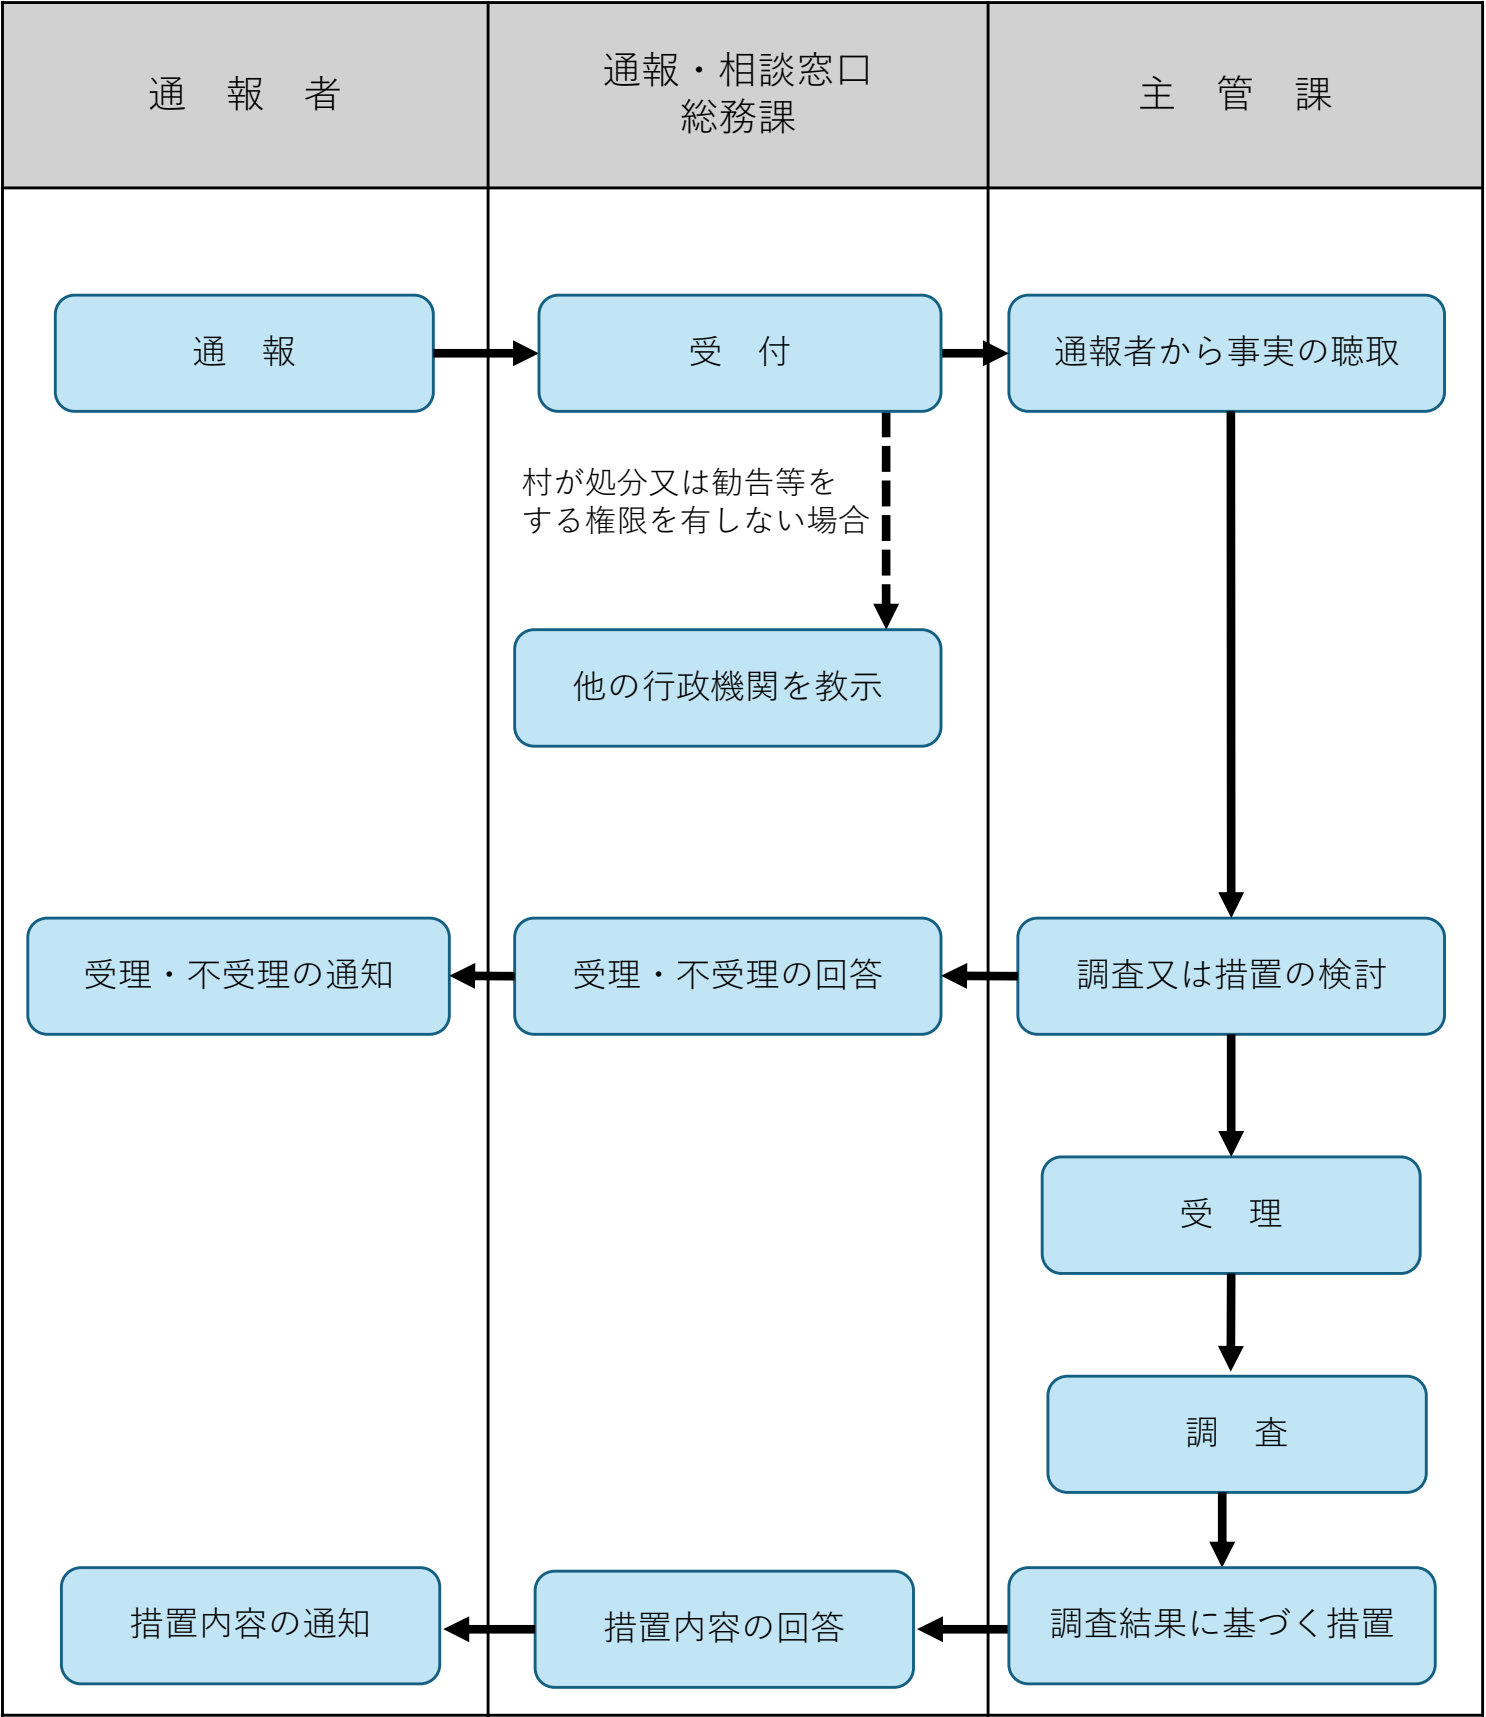 通　報　者
通報・相談窓口
総務課
主　管　課
通　報
受　付
通報者から事実の聴取
村が処分又は勧告等を
する権限を有しない場合
他の行政機関を教示
受理・不受理の通知
受理・不受理の回答
調査又は措置の検討
受　理
調　査
措置内容の通知
措置内容の回答
調査結果に基づく措置